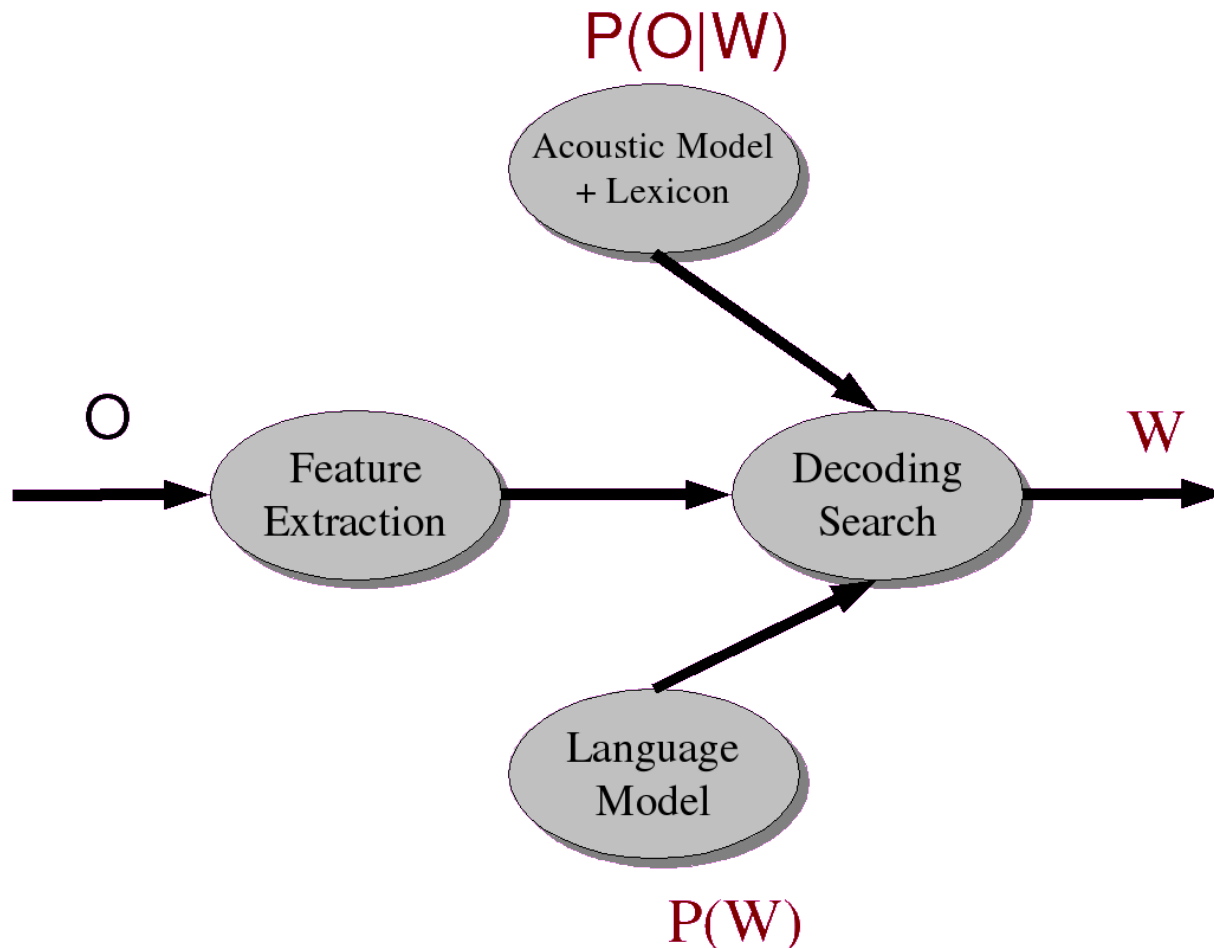 P(O|W)
Acoustic Model
+ Lexicon
O
Feature
Extraction
Decoding
Search
W
Language
Model
P(W)